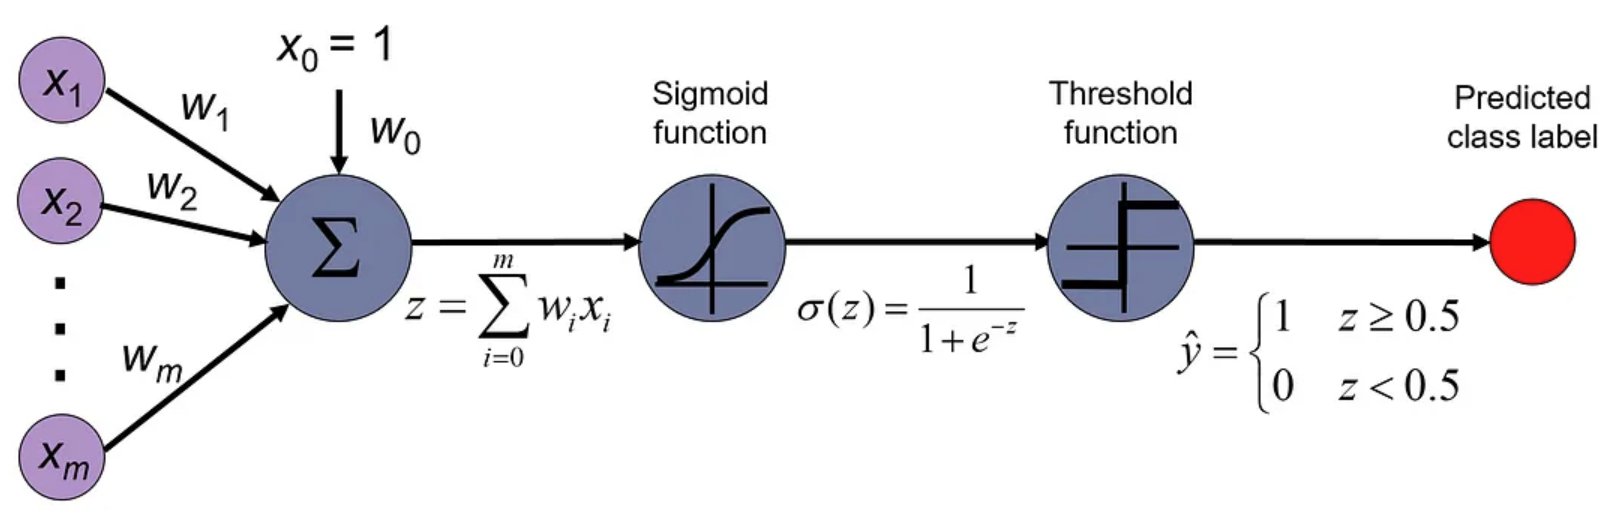 x₁
w₁
x₀ = 1
w₀
x₂
w₂
Σ
Sigmoid
function
Threshold
function
Predicted
class label
z = ∑_{i=0}^{m} wᵢxᵢ
σ(z) = 1 / (1 + e^{−z})
ŷ = { 1 z ≥ 0.5
0 z < 0.5
wₘ
xₘ